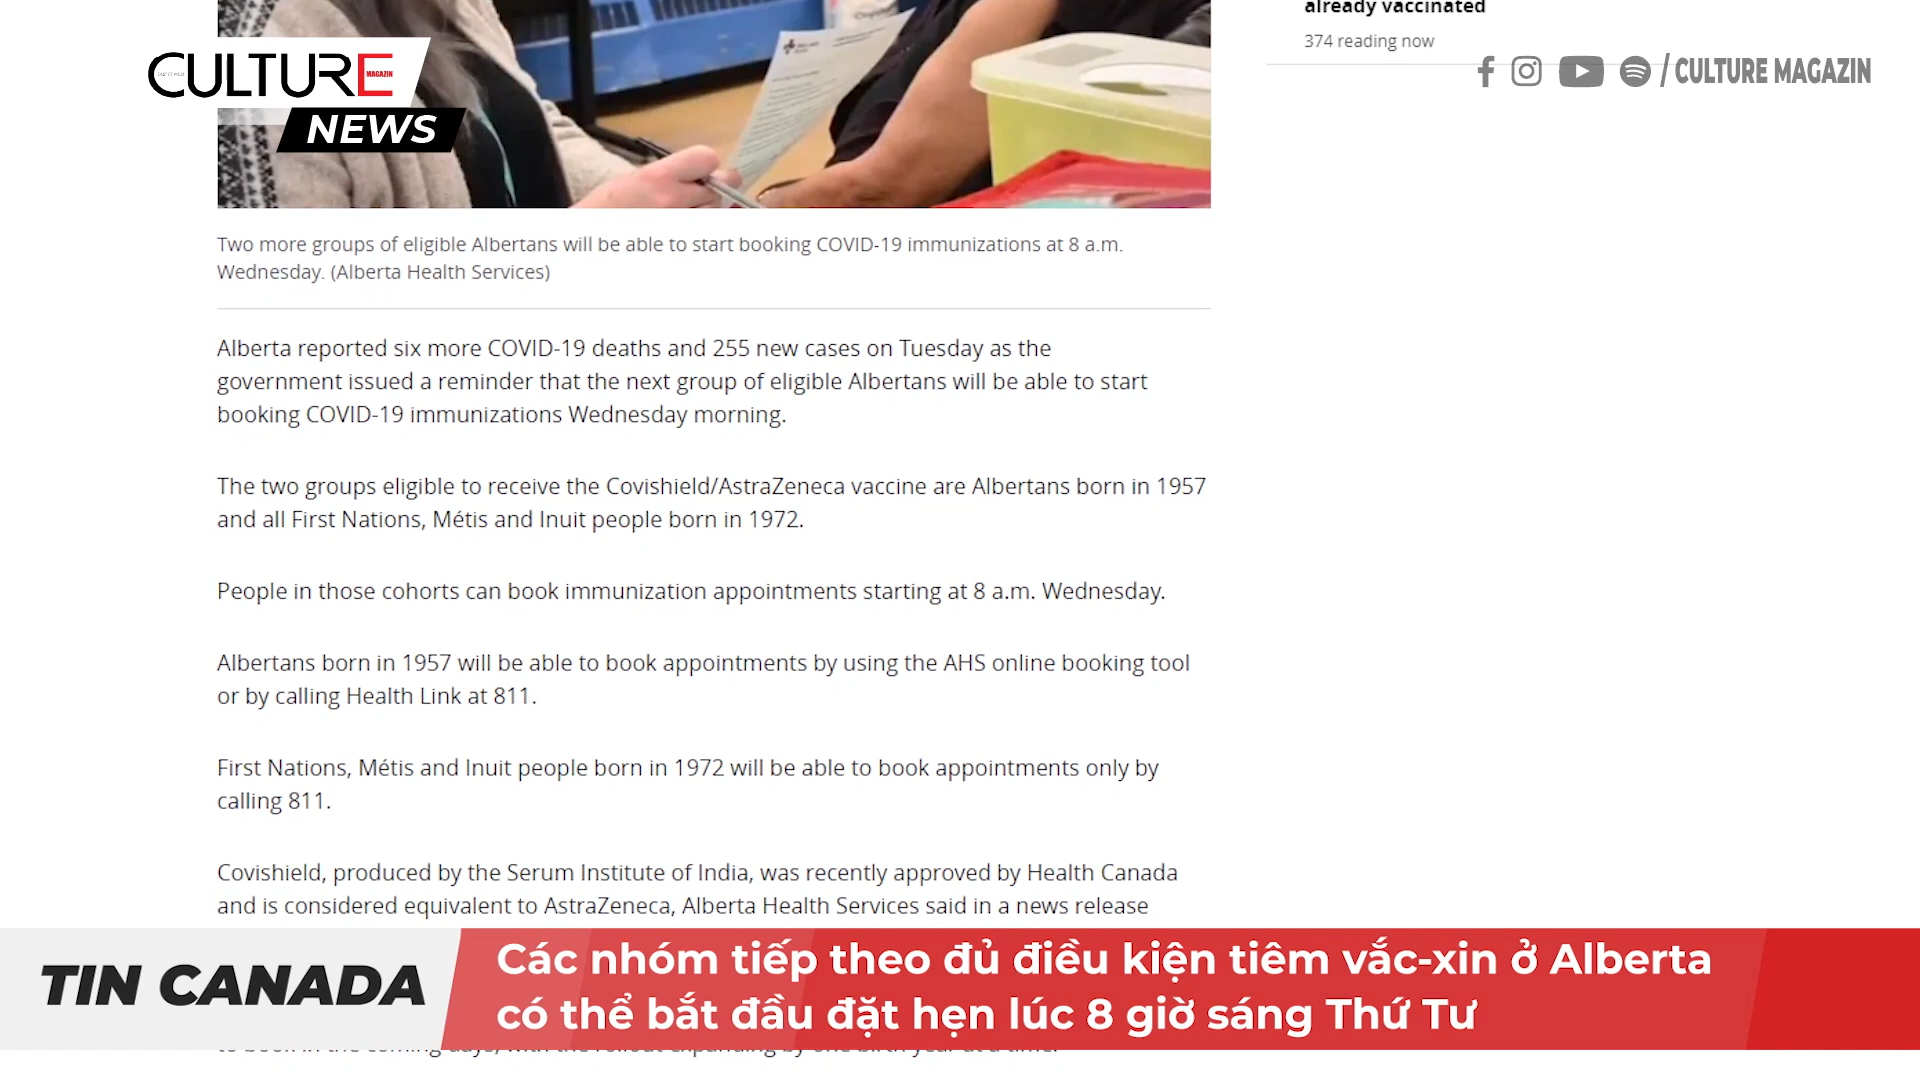 already vaccinated
374 reading now
CULTURE
MAGAZIN
NEWS
/ CULTURE MAGAZIN
Two more groups of eligible Albertans will be able to start booking COVID-19 immunizations at 8 a.m.
Wednesday. (Alberta Health Services)
Alberta reported six more COVID-19 deaths and 255 new cases on Tuesday as the
government issued a reminder that the next group of eligible Albertans will be able to start
booking COVID-19 immunizations Wednesday morning.
The two groups eligible to receive the Covishield/AstraZeneca vaccine are Albertans born in 1957
and all First Nations, Métis and Inuit people born in 1972.
People in those cohorts can book immunization appointments starting at 8 a.m. Wednesday.
Albertans born in 1957 will be able to book appointments by using the AHS online booking tool
or by calling Health Link at 811.
First Nations, Métis and Inuit people born in 1972 will be able to book appointments only by
calling 811.
Covishield, produced by the Serum Institute of India, was recently approved by Health Canada
and is considered equivalent to AstraZeneca, Alberta Health Services said in a news release
TIN CANADA
Các nhóm tiếp theo đủ điều kiện tiêm vắc-xin ở Alberta
có thể bắt đầu đặt hẹn lúc 8 giờ sáng Thứ Tư